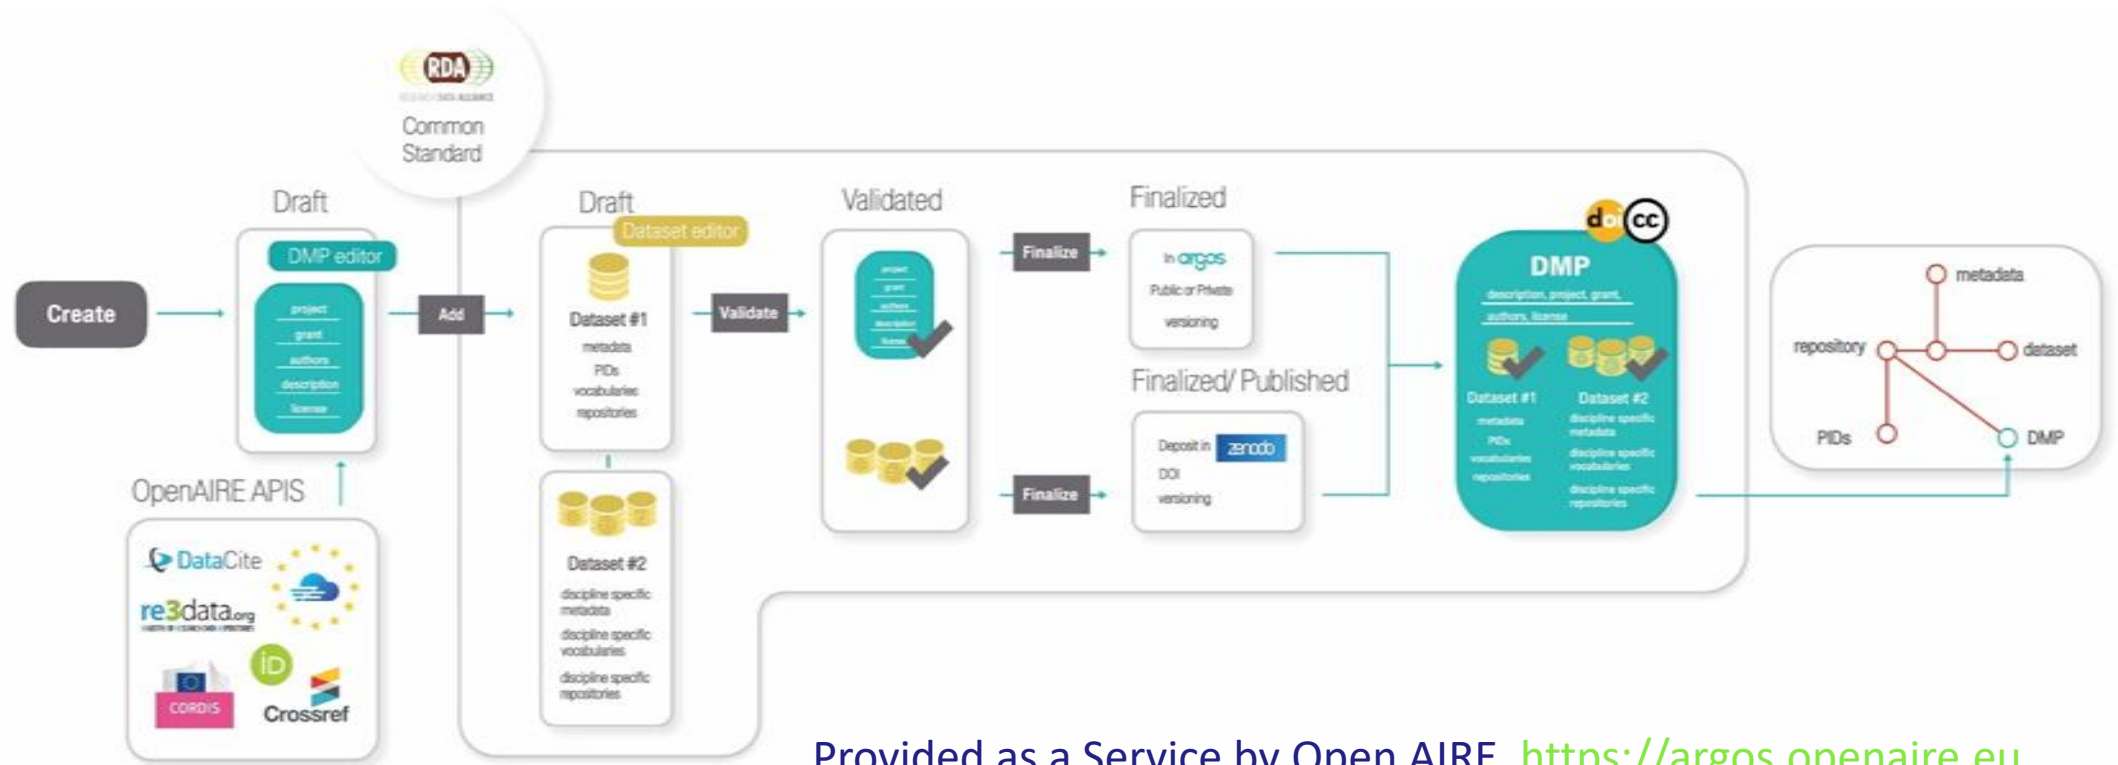 RDA
RESEARCH DATA ALLIANCE
Common
Standard
Draft
DMP editor
project
grant
authors
description
license
Create
Add
OpenAIRE APIS
DataCite
re3data.org
CORDIS
iD
Crossref
Draft
Dataset editor
Dataset #1
metadata
PIDs
vocabularies
repositories
Dataset #2
discipline specific
metadata
discipline specific
vocabularies
discipline specific
repositories
Validate
Validated
project
grant
authors
description
license
Finalize
Finalized
In argos
Public or Private
versioning
Finalize
Finalized/ Published
Deposit in zenodo
DOI
versioning
doi cc
DMP
description, project, grant,
authors, license
Dataset #1
metadata
PIDs
vocabularies
repositories
Dataset #2
discipline specific
metadata
discipline specific
vocabularies
discipline specific
repositories
metadata
repository
dataset
PIDs
DMP
Provided as a Service by Open AIRE https://argos.openaire.eu